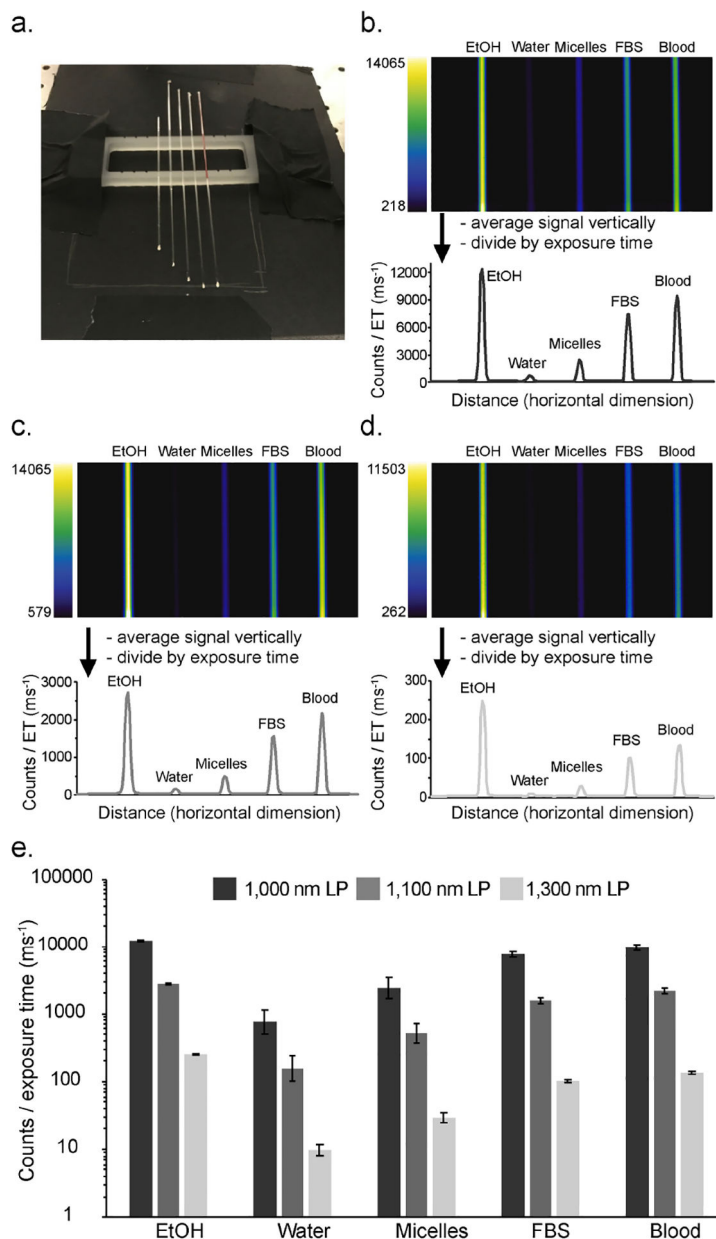 a.
b.
EtOH Water Micelles FBS Blood
14065
218
- average signal vertically
- divide by exposure time
Counts / ET (ms-1)
12000
9000
6000
3000
0
EtOH
Water
Micelles
FBS
Blood
Distance (horizontal dimension)
c.
EtOH Water Micelles FBS Blood
14065
579
- average signal vertically
- divide by exposure time
Counts / ET (ms-1)
3000
2000
1000
0
EtOH
Water
Micelles
FBS
Blood
Distance (horizontal dimension)
d.
EtOH Water Micelles FBS Blood
11503
262
- average signal vertically
- divide by exposure time
Counts / ET (ms-1)
300
200
100
0
EtOH
Water
Micelles
FBS
Blood
Distance (horizontal dimension)
e.
Counts / exposure time (ms-1)
100000
10000
1000
100
10
1
1,000 nm LP 1,100 nm LP 1,300 nm LP
EtOH Water Micelles FBS Blood